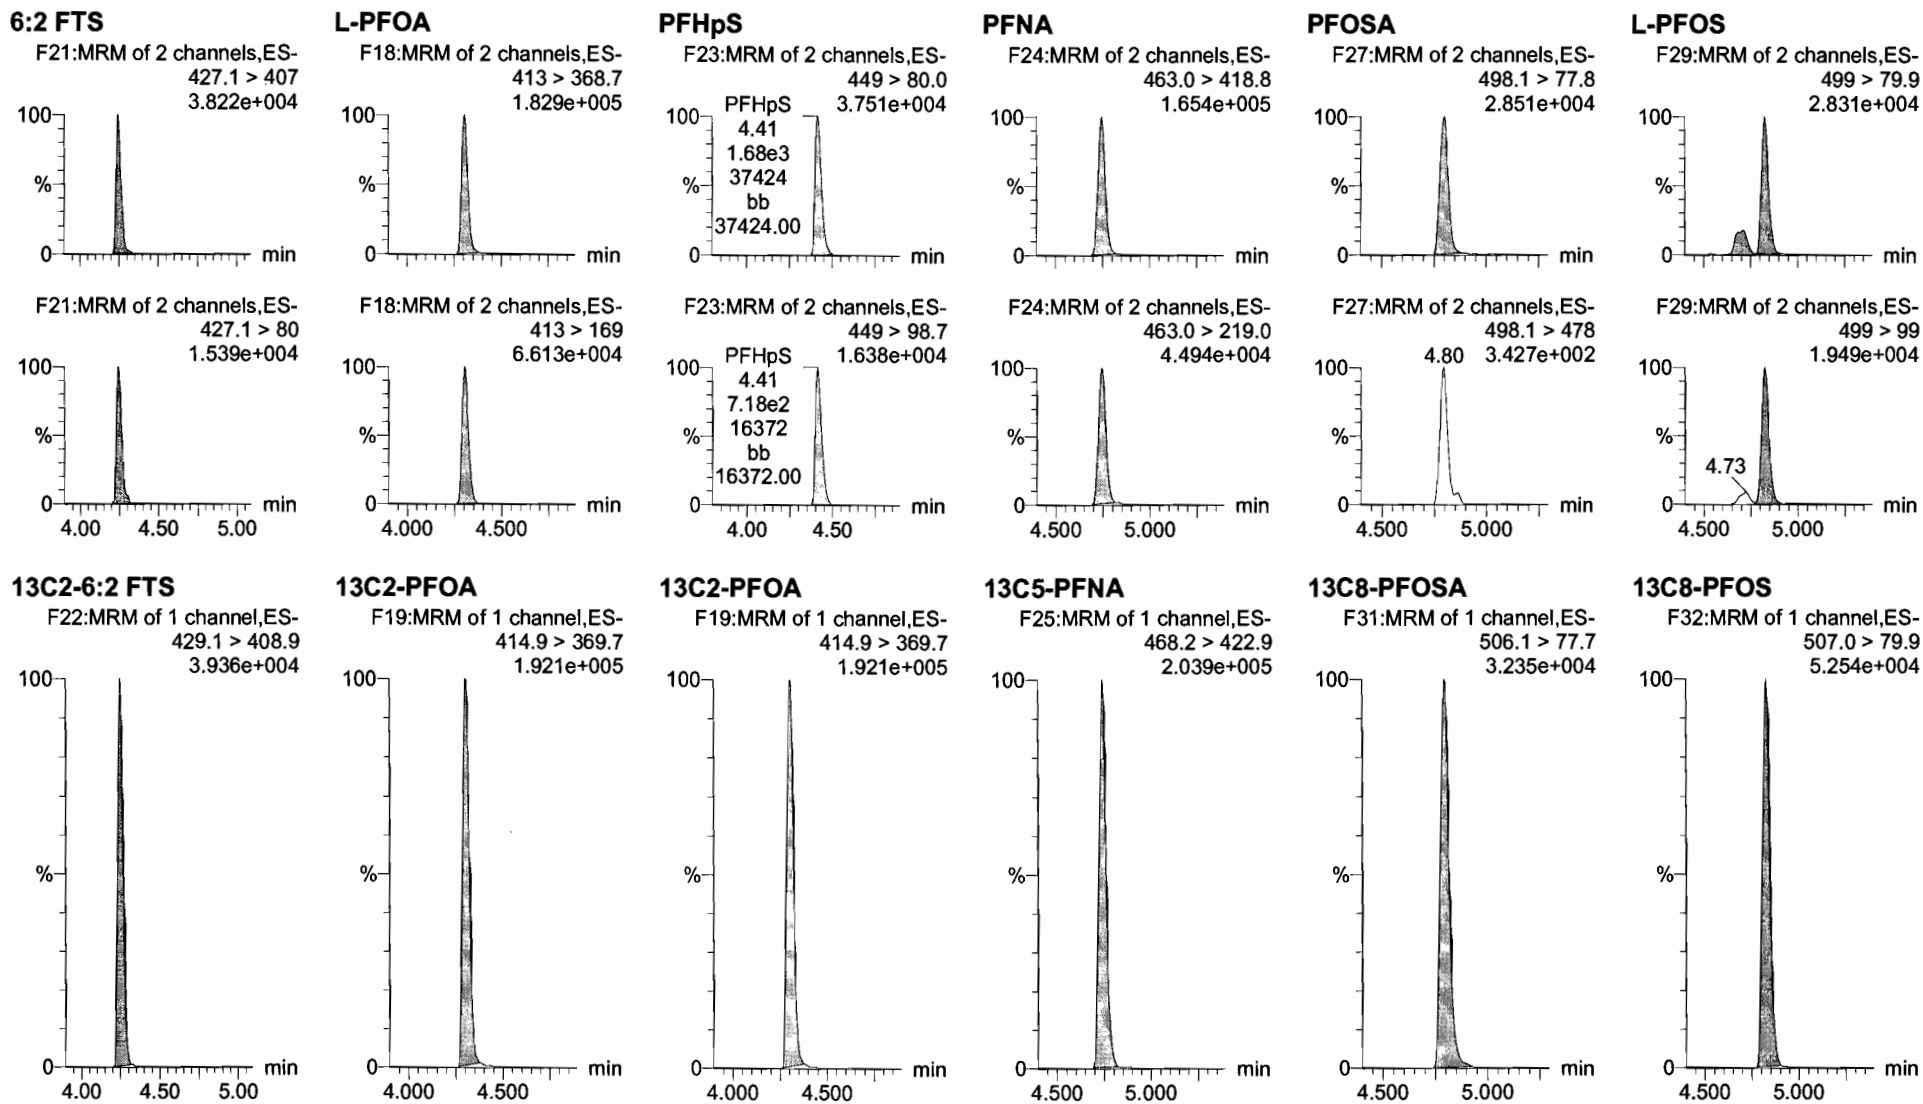 6:2 FTS
F21:MRM of 2 channels,ES-
427.1 > 407
3.822e+004
100
%
0
min
L-PFOA
F18:MRM of 2 channels,ES-
413 > 368.7
1.829e+005
100
%
0
min
PFHpS
F23:MRM of 2 channels,ES-
449 > 80.0
3.751e+004
PFHpS
4.41
1.68e3
37424
bb
37424.00
100
%
0
min
PFNA
F24:MRM of 2 channels,ES-
463.0 > 418.8
1.654e+005
100
%
0
min
PFOSA
F27:MRM of 2 channels,ES-
498.1 > 77.8
2.851e+004
100
%
0
min
L-PFOS
F29:MRM of 2 channels,ES-
499 > 79.9
2.831e+004
100
%
0
min
F21:MRM of 2 channels,ES-
427.1 > 80
1.539e+004
100
%
0
min
4.00 4.50 5.00
F18:MRM of 2 channels,ES-
413 > 169
6.613e+004
100
%
0
min
4.000 4.500
F23:MRM of 2 channels,ES-
449 > 98.7
1.638e+004
PFHpS
4.41
7.18e2
16372
bb
16372.00
100
%
0
min
4.00 4.50
F24:MRM of 2 channels,ES-
463.0 > 219.0
4.494e+004
100
%
0
min
4.500 5.000
F27:MRM of 2 channels,ES-
498.1 > 478
4.80 3.427e+002
100
%
0
min
4.500 5.000
F29:MRM of 2 channels,ES-
499 > 99
1.949e+004
100
%
4.73
0
min
4.500 5.000
13C2-6:2 FTS
F22:MRM of 1 channel,ES-
429.1 > 408.9
3.936e+004
100
%
0
min
4.00 4.50 5.00
13C2-PFOA
F19:MRM of 1 channel,ES-
414.9 > 369.7
1.921e+005
100
%
0
min
4.000 4.500
13C2-PFOA
F19:MRM of 1 channel,ES-
414.9 > 369.7
1.921e+005
100
%
0
min
4.000 4.500
13C5-PFNA
F25:MRM of 1 channel,ES-
468.2 > 422.9
2.039e+005
100
%
0
min
4.500 5.000
13C8-PFOSA
F31:MRM of 1 channel,ES-
506.1 > 77.7
3.235e+004
100
%
0
min
4.500 5.000
13C8-PFOS
F32:MRM of 1 channel,ES-
507.0 > 79.9
5.254e+004
100
%
0
min
4.500 5.000